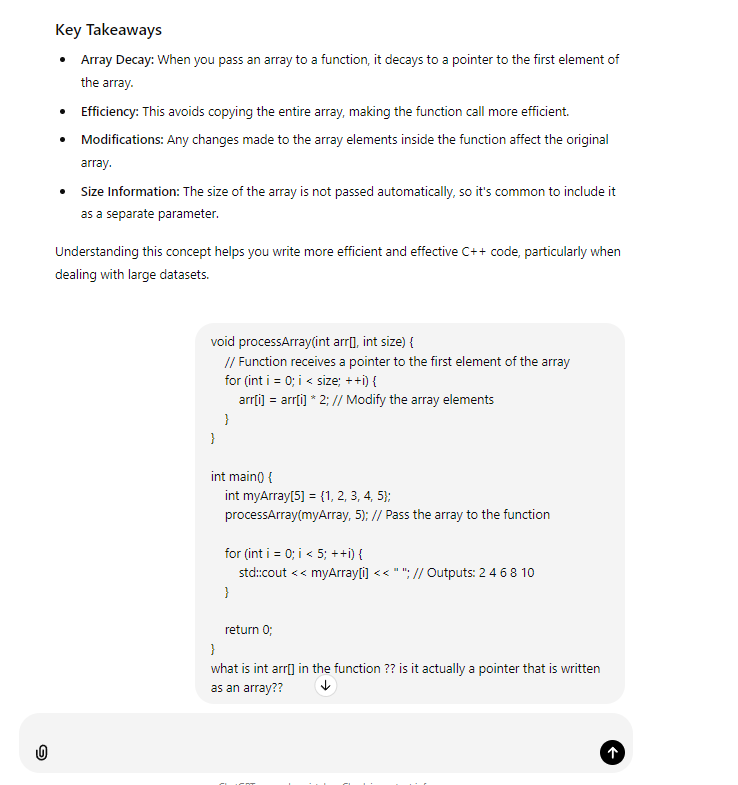 Key Takeaways
• Array Decay: When you pass an array to a function, it decays to a pointer to the first element of
the array.
• Efficiency: This avoids copying the entire array, making the function call more efficient.
• Modifications: Any changes made to the array elements inside the function affect the original
array.
• Size Information: The size of the array is not passed automatically, so it's common to include it
as a separate parameter.
Understanding this concept helps you write more efficient and effective C++ code, particularly when
dealing with large datasets.
void processArray(int arr[], int size) {
// Function receives a pointer to the first element of the array
for (int i = 0; i < size; ++i) {
arr[i] = arr[i] * 2; // Modify the array elements
}
}
int main() {
int myArray[5] = {1, 2, 3, 4, 5};
processArray(myArray, 5); // Pass the array to the function
for (int i = 0; i < 5; ++i) {
std::cout << myArray[i] << " "; // Outputs: 2 4 6 8 10
}
return 0;
}
what is int arr[] in the function ?? is it actually a pointer that is written
as an array??